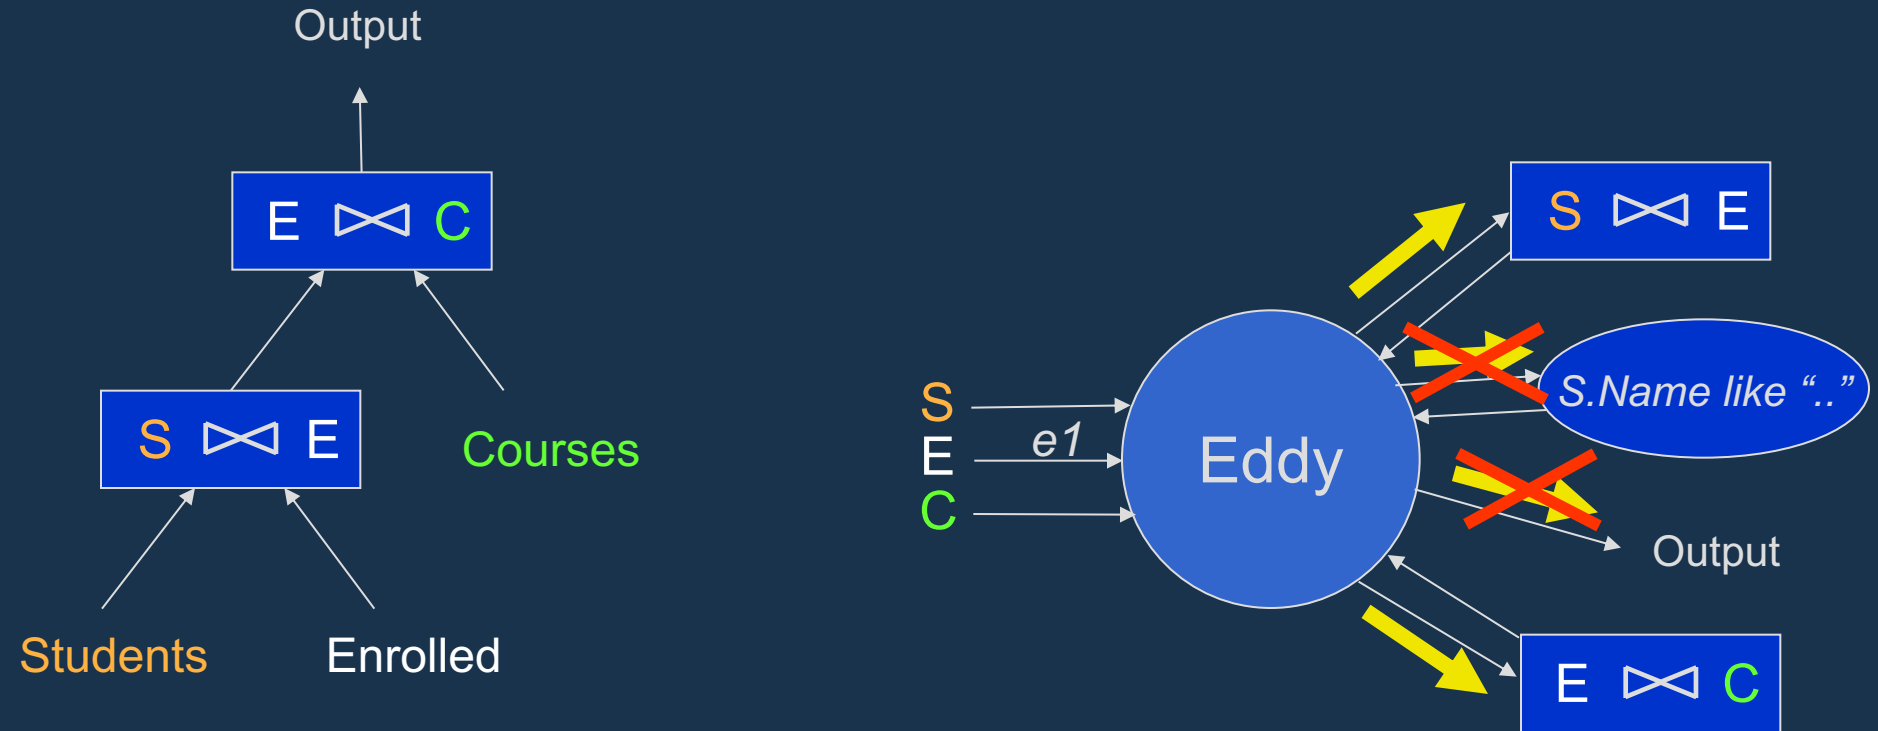 Output
E ⋈ C
S ⋈ E
Courses
Students
Enrolled
S
E
C
e1
Eddy
S ⋈ E
S.Name like “..”
Output
E ⋈ C